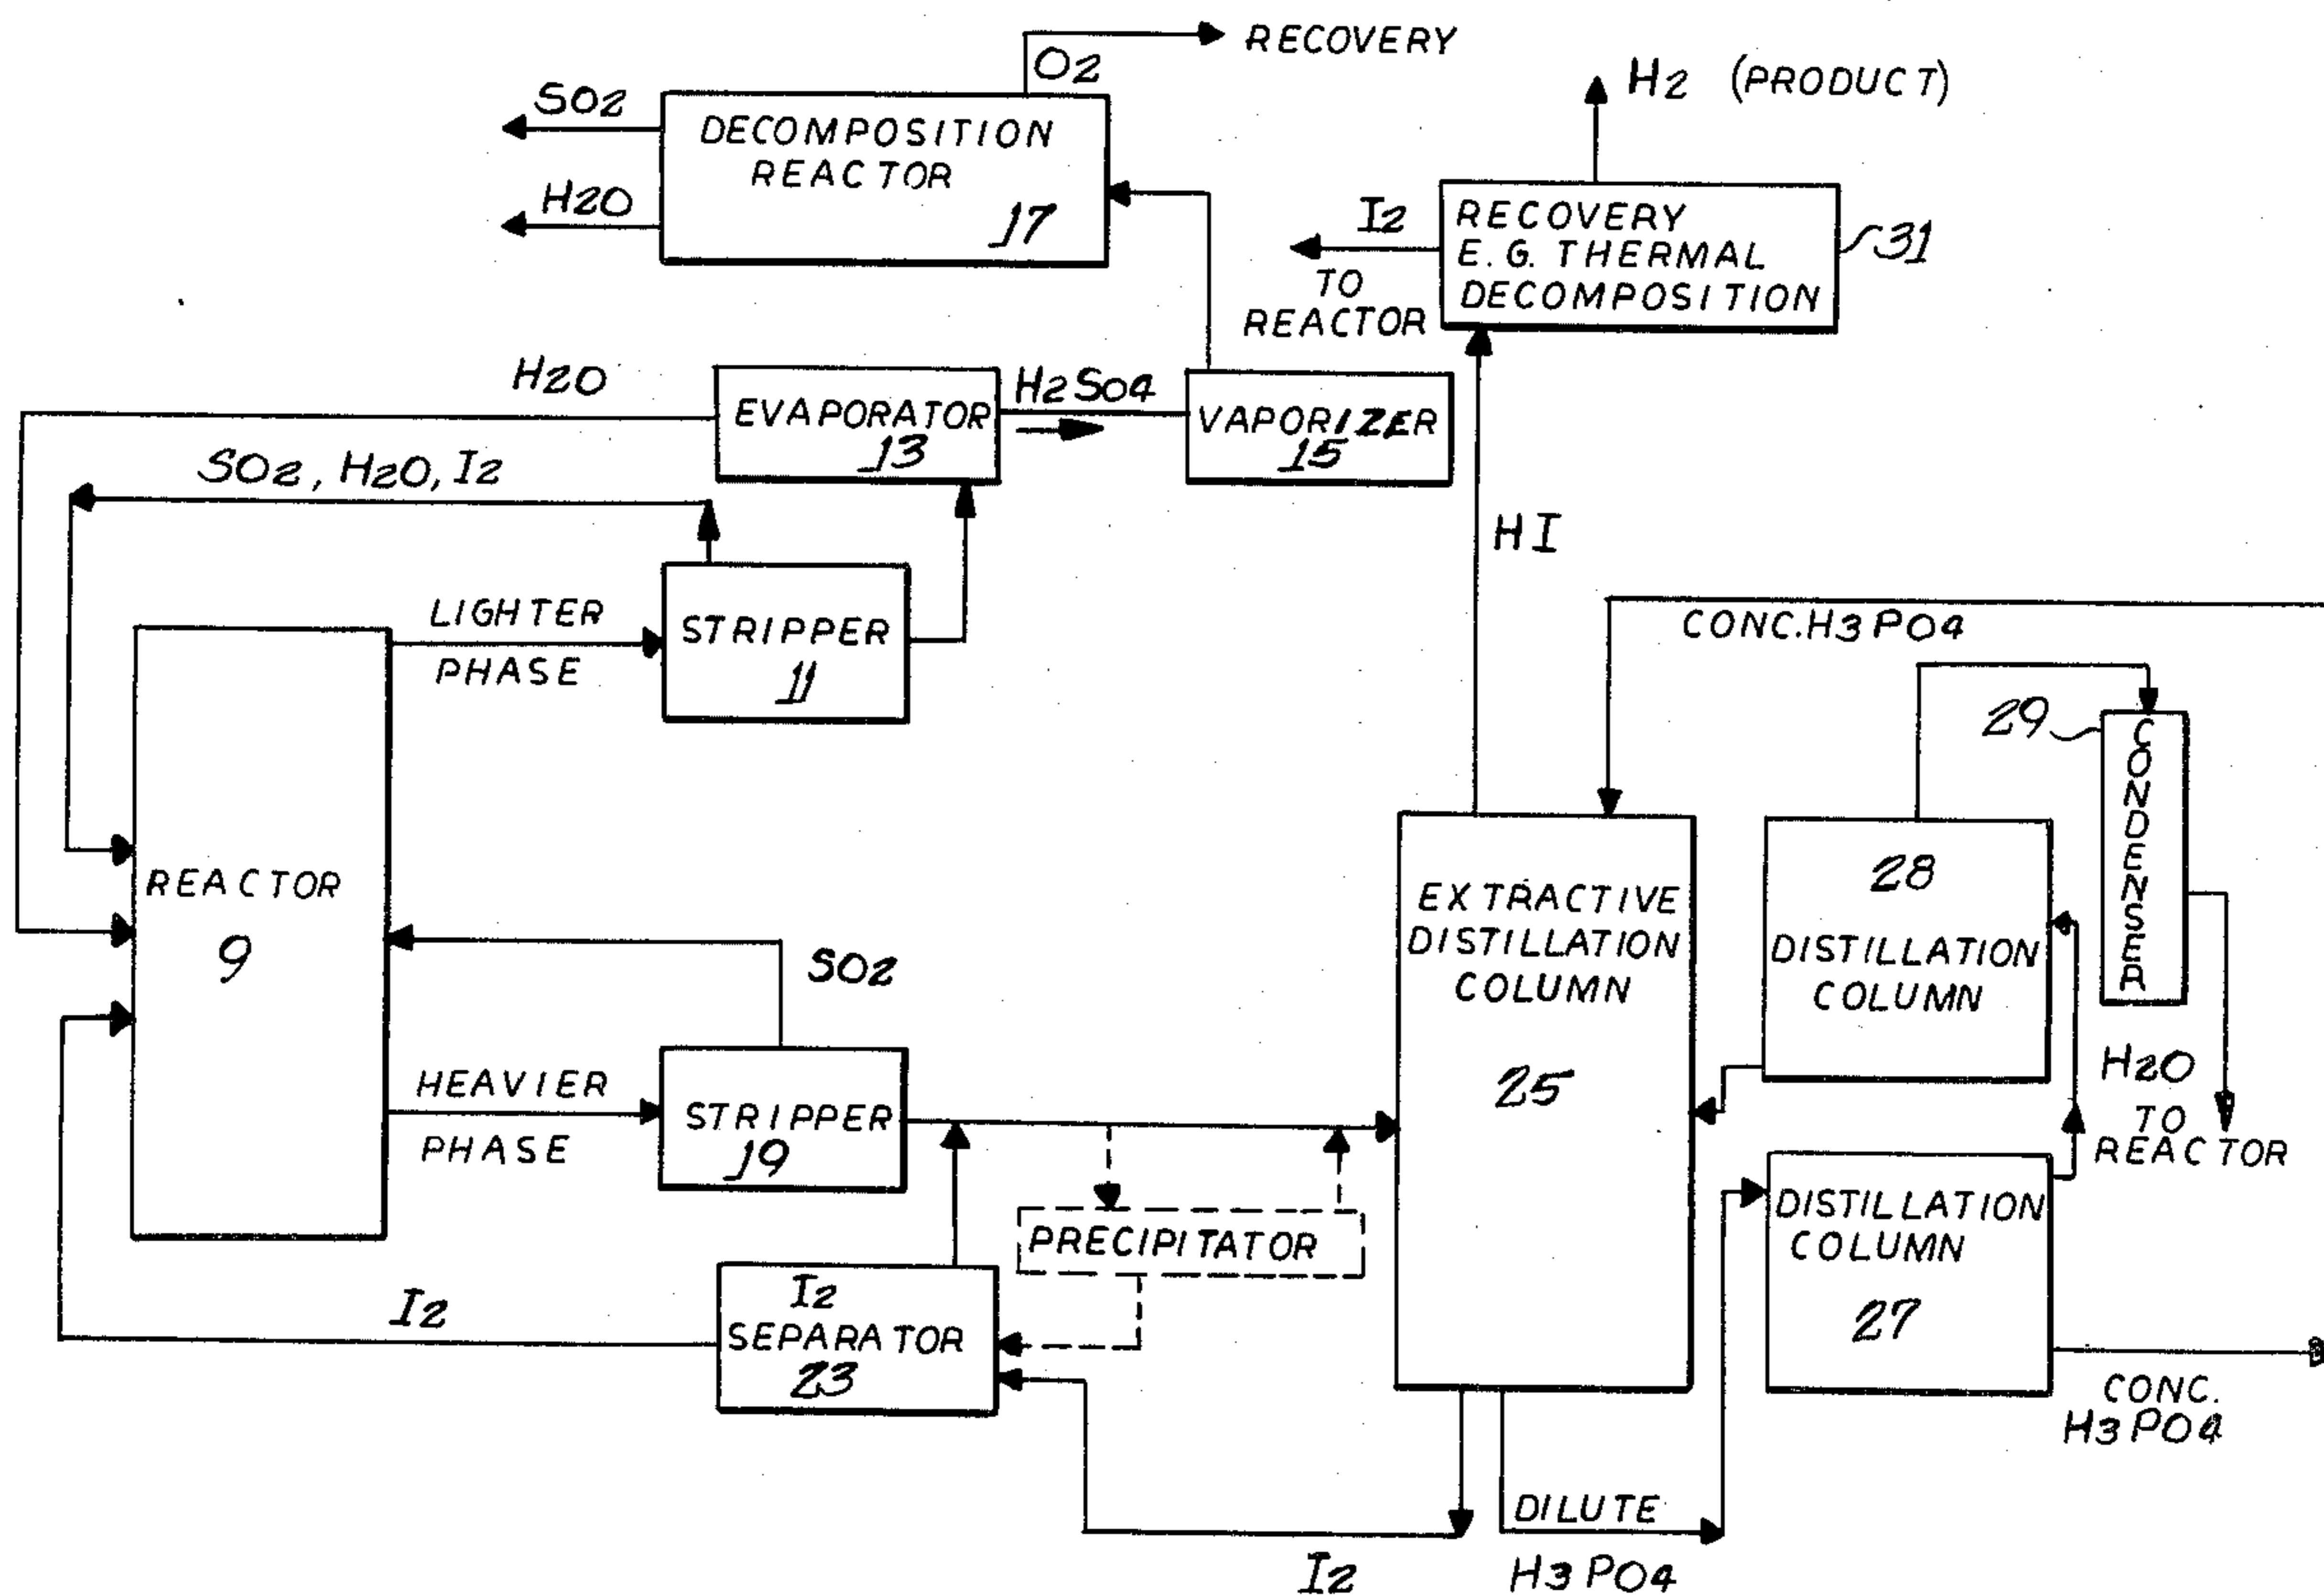 RECOVERY
O2
H2 (PRODUCT)
SO2
DECOMPOSITION
REACTOR
17
H2O
I2
TO
REACTOR
RECOVERY
E.G. THERMAL
DECOMPOSITION
31
H2O
EVAPORATOR
13
H2SO4
VAPORIZER
15
SO2, H2O, I2
HI
LIGHTER
PHASE
STRIPPER
11
CONC. H3PO4
29
CONDENSER
REACTOR
9
SO2
EXTRACTIVE
DISTILLATION
COLUMN
25
28
DISTILLATION
COLUMN
H2O
TO
REACTOR
HEAVIER
PHASE
STRIPPER
19
PRECIPITATOR
DISTILLATION
COLUMN
27
I2
I2
SEPARATOR
23
CONC.
H3PO4
I2
DILUTE
H3PO4